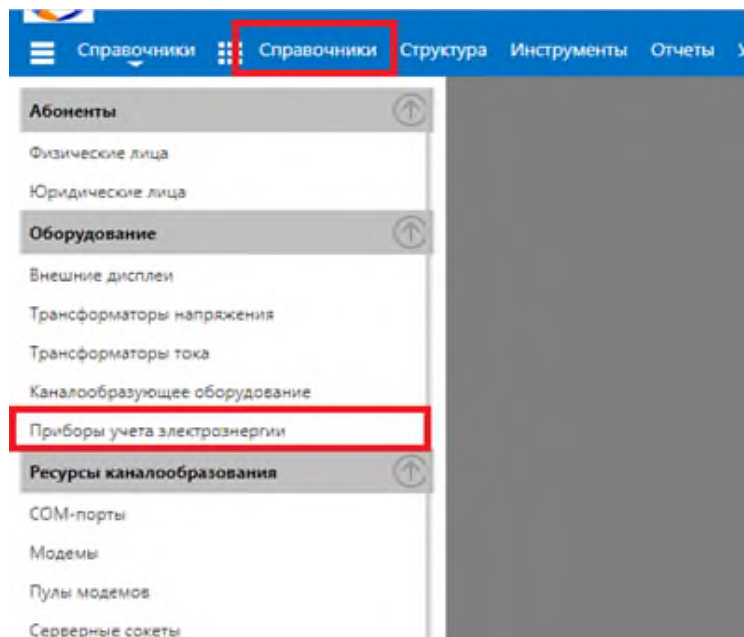 Справочники Справочники Структура Инструменты Отчеты
Абоненты
Физические лица
Юридические лица
Оборудование
Внешние дисплеи
Трансформаторы напряжения
Трансформаторы тока
Каналообразующее оборудование
Приборы учета электроэнергии
Ресурсы каналообразования
COM-порты
Модемы
Пулы модемов
Серверные сокеты